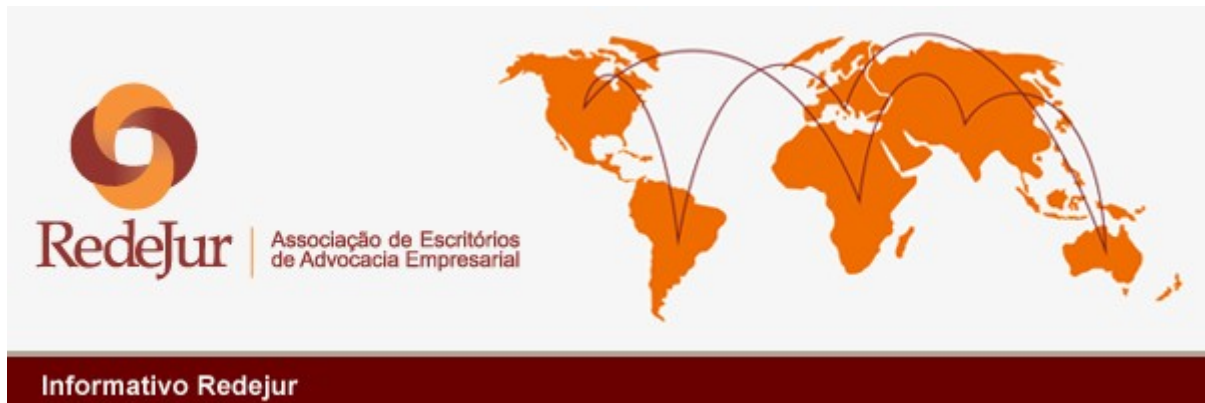 RedeJur
Associação de Escritórios
de Advocacia Empresarial
Informativo Redejur